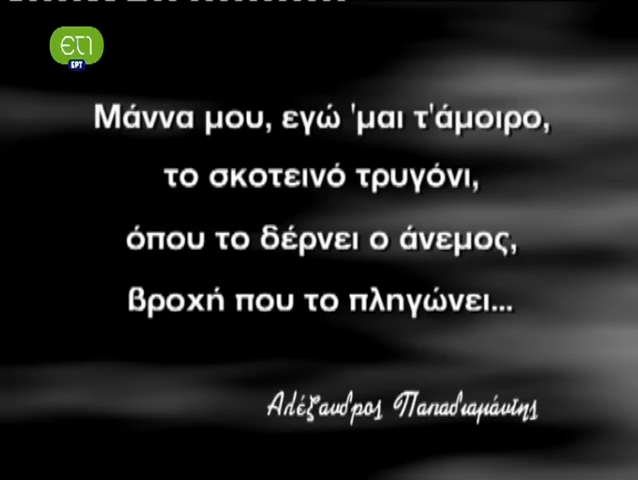 ετ1
ΕΡΤ
Μάννα μου, εγώ 'μαι τ'άμοιρο,
το σκοτεινό τρυγόνι,
όπου το δέρνει ο άνεμος,
βροχή που το πληγώνει...
Αλέξανδρος Παπαδιαμάντης